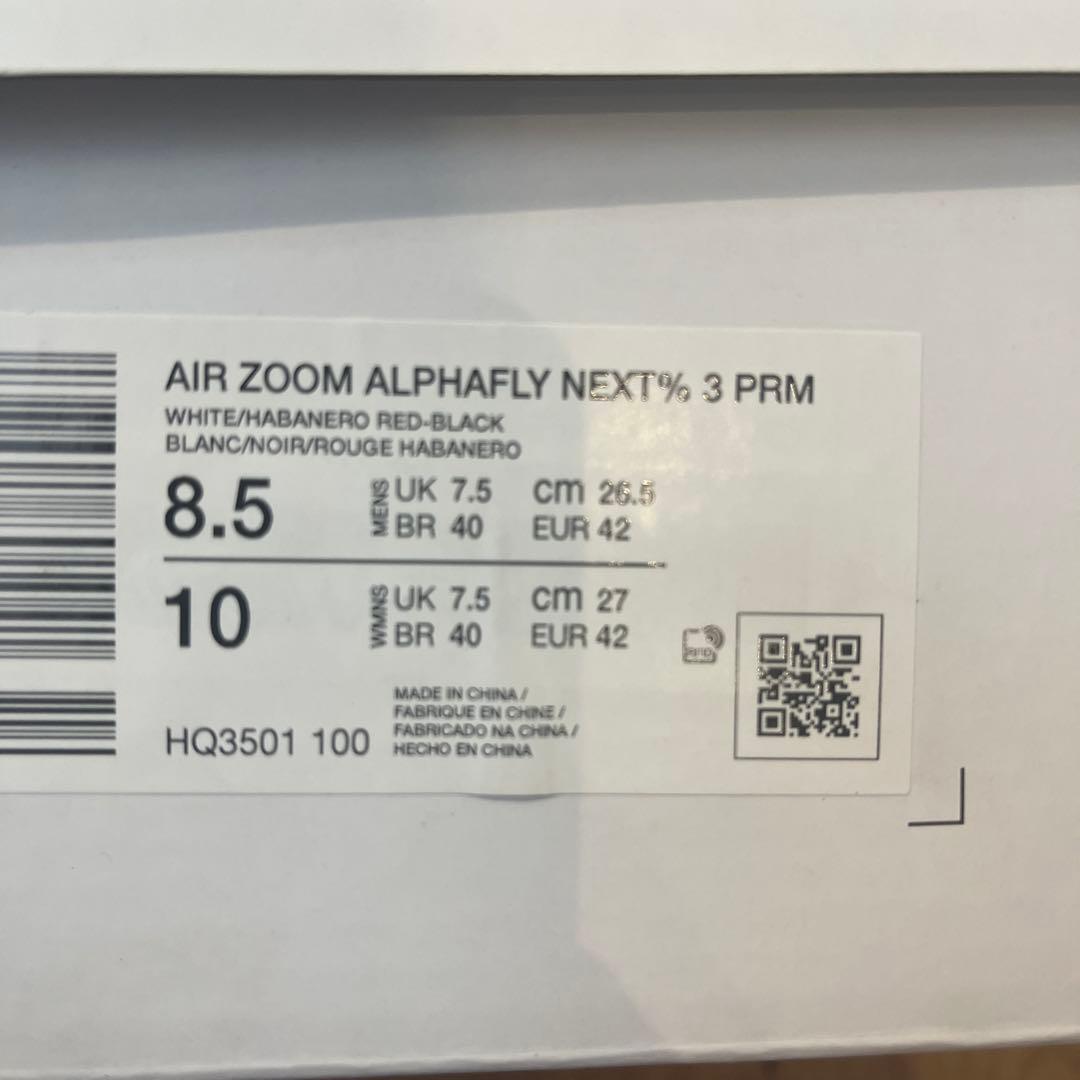 AIR ZOOM ALPHAFLY NEXT% 3 PRM
WHITE/HABANERO RED-BLACK
BLANC/NOIR/ROUGE HABANERO
8.5 MENS UK 7.5 cm 26.5
BR 40 EUR 42
10 WMNS UK 7.5 cm 27
BR 40 EUR 42
HQ3501 100
MADE IN CHINA /
FABRIQUE EN CHINE /
FABRICADO NA CHINA /
HECHO EN CHINA